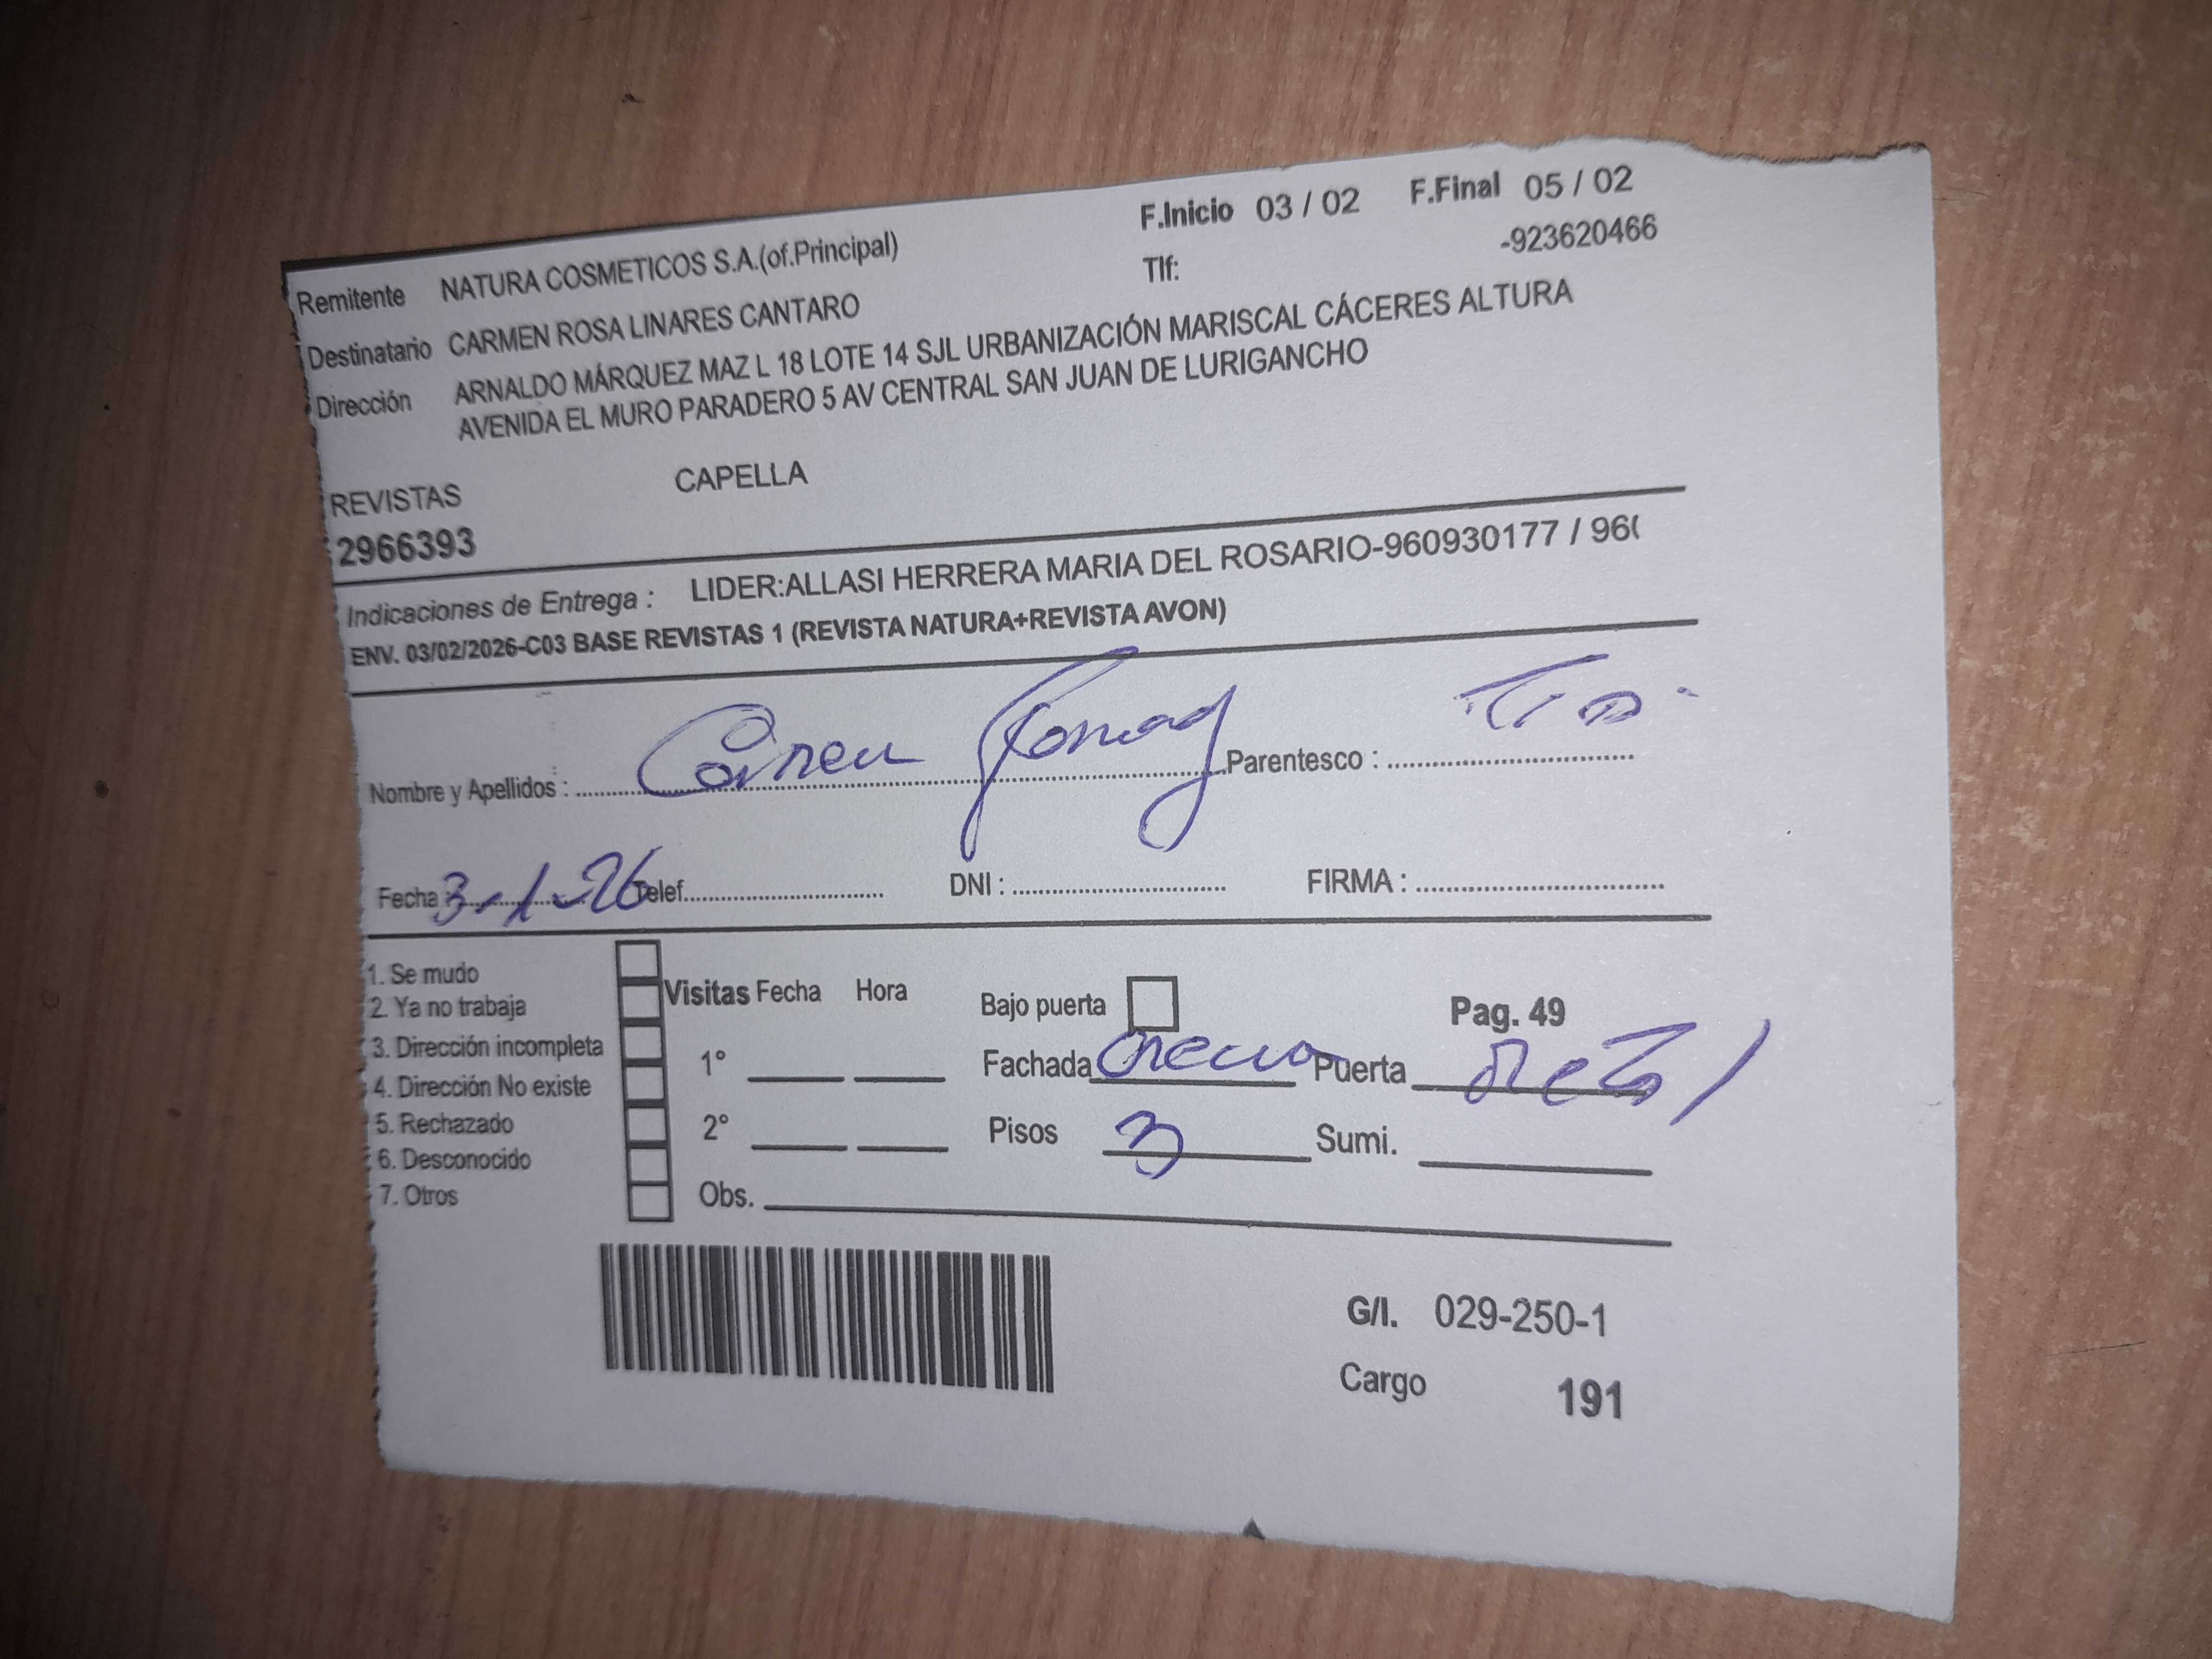 F.Inicio 03 / 02 F.Final 05 / 02
Remitente NATURA COSMETICOS S.A.(of.Principal) Tlf: -923620466
Destinatario CARMEN ROSA LINARES CANTARO
Dirección ARNALDO MÁRQUEZ MAZ L 18 LOTE 14 SJL URBANIZACIÓN MARISCAL CÁCERES ALTURA
AVENIDA EL MURO PARADERO 5 AV CENTRAL SAN JUAN DE LURIGANCHO
REVISTAS CAPELLA
2966393
Indicaciones de Entrega : LIDER:ALLASI HERRERA MARIA DEL ROSARIO-960930177 / 96
ENV. 03/02/2026-C03 BASE REVISTAS 1 (REVISTA NATURA+REVISTA AVON)
Nombre y Apellidos : Carmen Parentesco :
Fecha 3-1-26 Telef. DNI : FIRMA :
1. Se mudo
2. Ya no trabaja
3. Dirección incompleta
4. Dirección No existe
5. Rechazado
6. Desconocido
7. Otros
Visitas Fecha Hora
1°
2°
Obs.
Bajo puerta Pag. 49
Fachada crema Puerta
Pisos 3 Sumi.
G/I. 029-250-1
Cargo 191